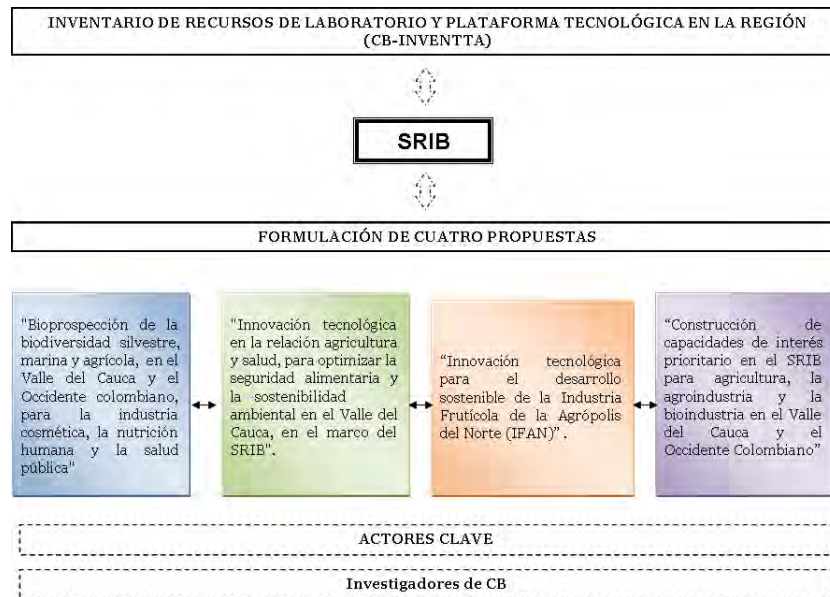 INVENTARIO DE RECURSOS DE LABORATORIO Y PLATAFORMA TECNOLÓGICA EN LA REGIÓN
(CB-INVENTTA)
SRIB
FORMULACIÓN DE CUATRO PROPUESTAS
"Bioprospección de la
biodiversidad silvestre,
marina y agrícola, en el
Valle del Cauca y el
Occidente colombiano,
para la industria
cosmética, la nutrición
humana y la salud
pública"
"Innovación tecnológica
en la relación agricultura
y salud, para optimizar la
seguridad alimentaria y
la sostenibilidad
ambiental en el Valle del
Cauca, en el marco del
SRIB".
"Innovación tecnológica
para el desarrollo
sostenible de la Industria
Frutícola de la Agrópolis
del Norte (IFAN)".
"Construcción de
capacidades de interés
prioritario en el SRIB
para agricultura, la
agroindustria y la
bioindustria en el Valle
del Cauca y el
Occidente Colombiano"
ACTORES CLAVE
Investigadores de CB